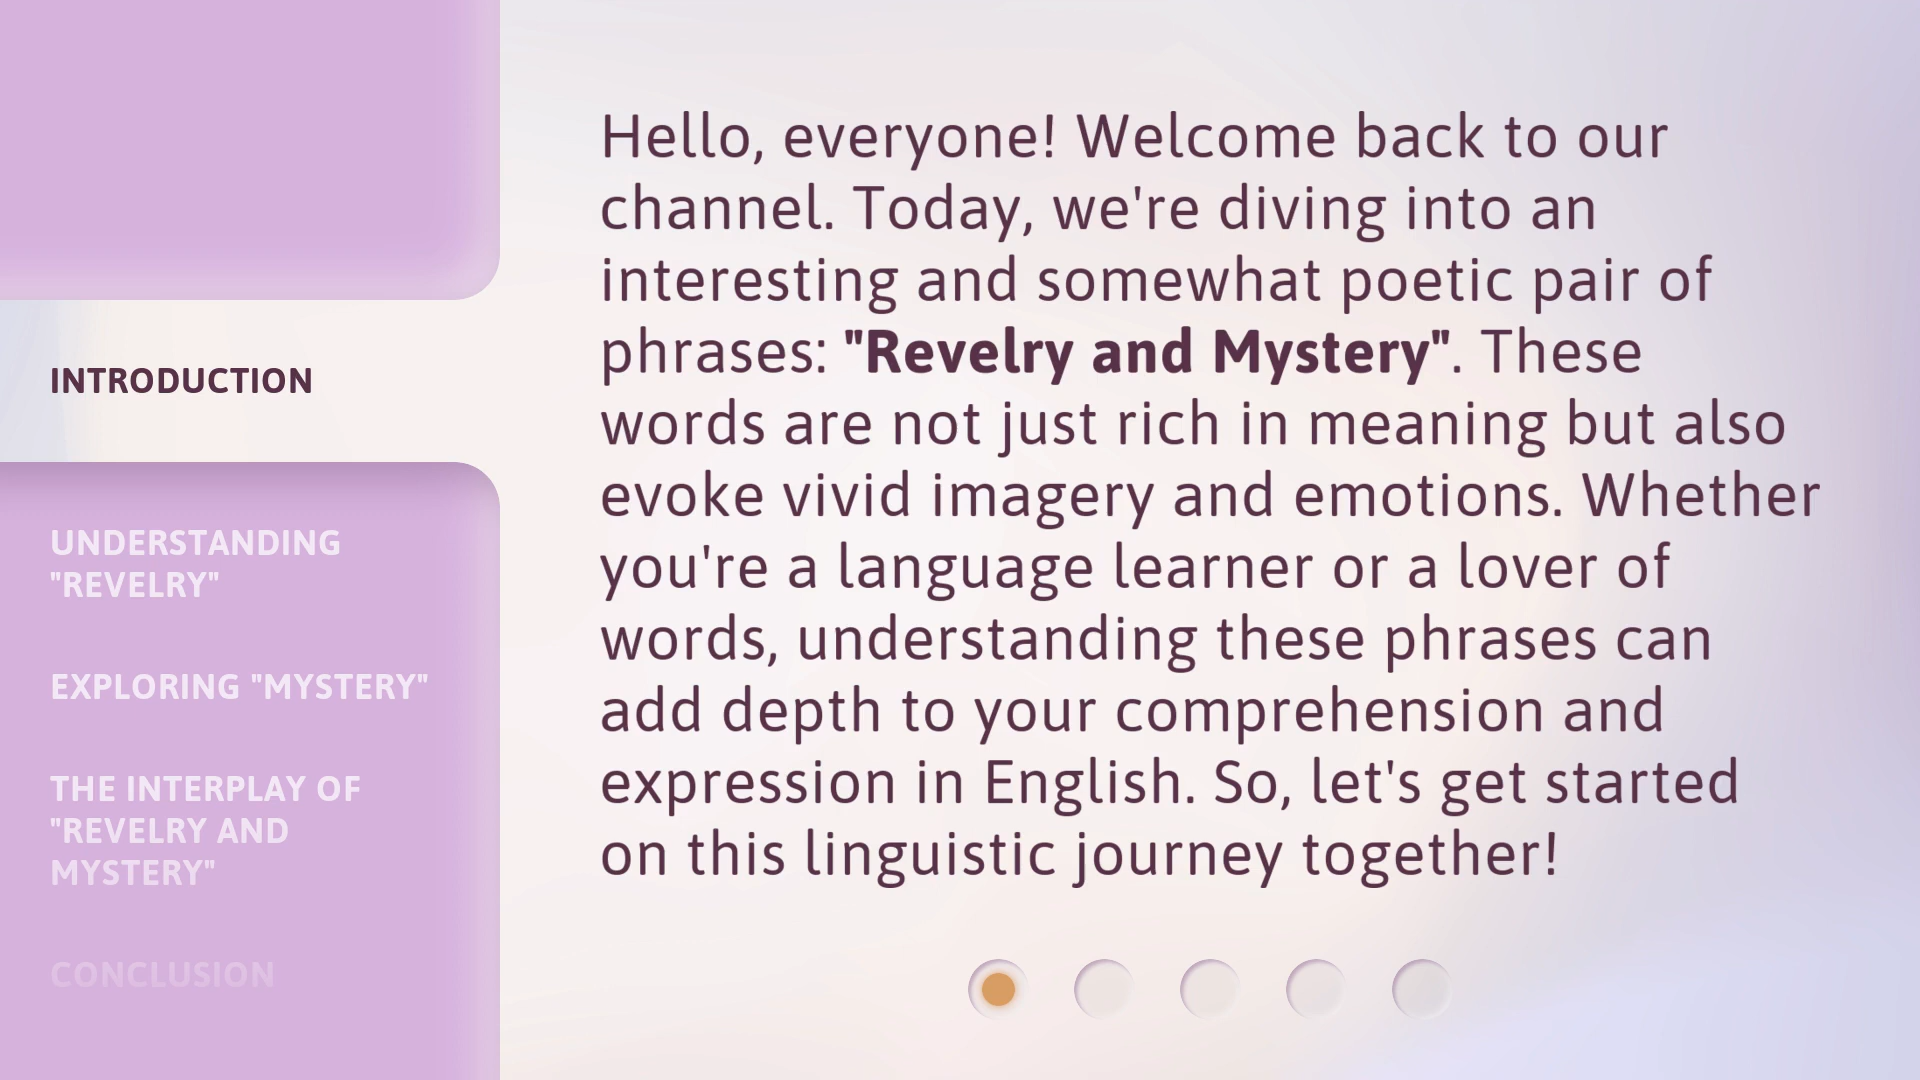 INTRODUCTION
UNDERSTANDING
"REVELRY"
EXPLORING "MYSTERY"
THE INTERPLAY OF
"REVELRY AND
MYSTERY"
CONCLUSION
Hello, everyone! Welcome back to our
channel. Today, we're diving into an
interesting and somewhat poetic pair of
phrases: "Revelry and Mystery". These
words are not just rich in meaning but also
evoke vivid imagery and emotions. Whether
you're a language learner or a lover of
words, understanding these phrases can
add depth to your comprehension and
expression in English. So, let's get started
on this linguistic journey together!